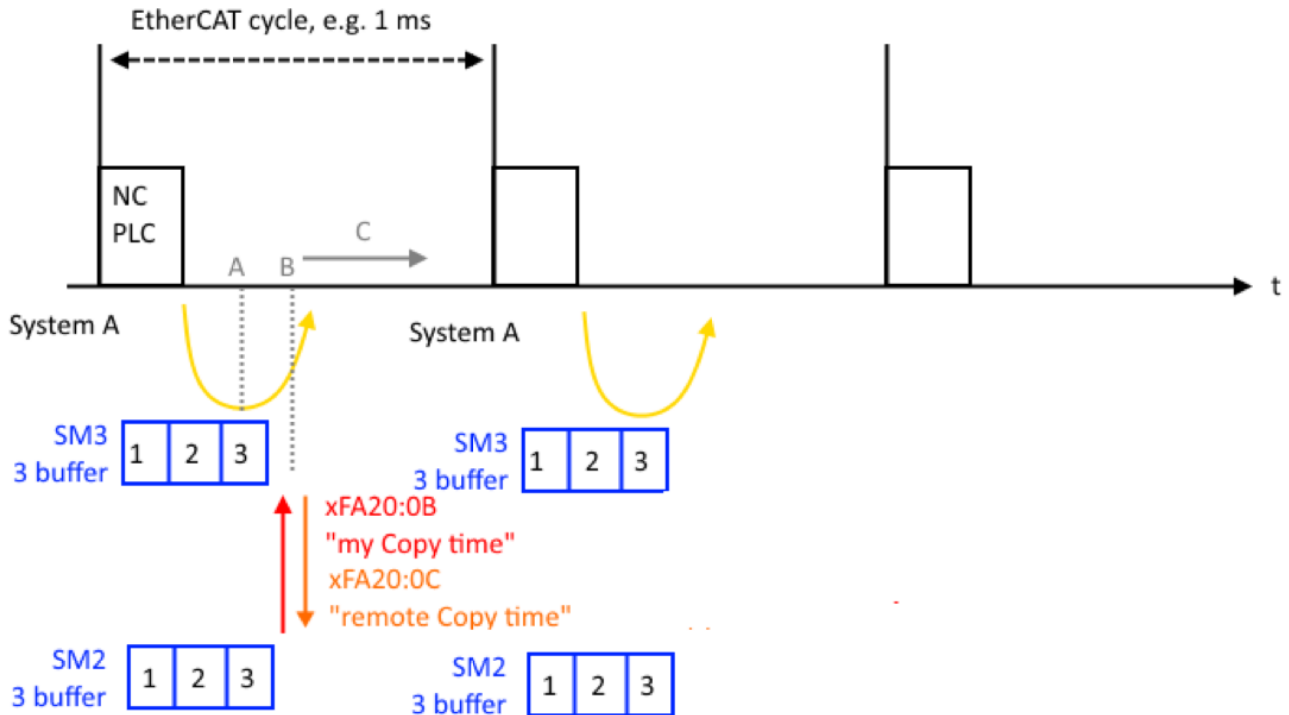 EtherCAT cycle, e.g. 1 ms
NC
PLC
C
A B
t
System A
System A
SM3
3 buffer
1 2 3
SM3
3 buffer
1 2 3
xFA20:0B
"my Copy time"
xFA20:0C
"remote Copy time"
SM2
3 buffer
1 2 3
SM2
3 buffer
1 2 3